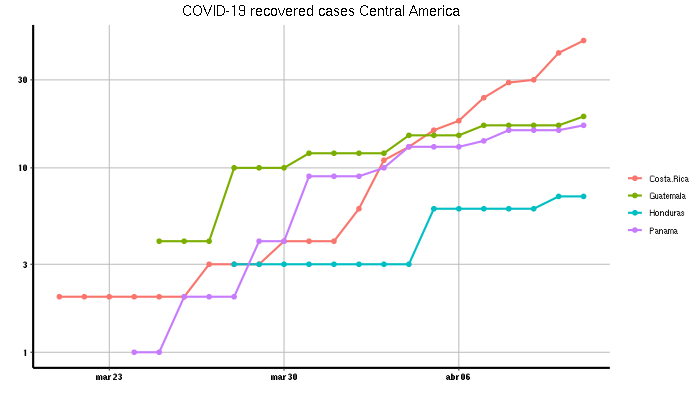 COVID-19 recovered cases Central America
30
10
3
1
mar 23
mar 30
abr 06
Costa.Rica
Guatemala
Honduras
Panama